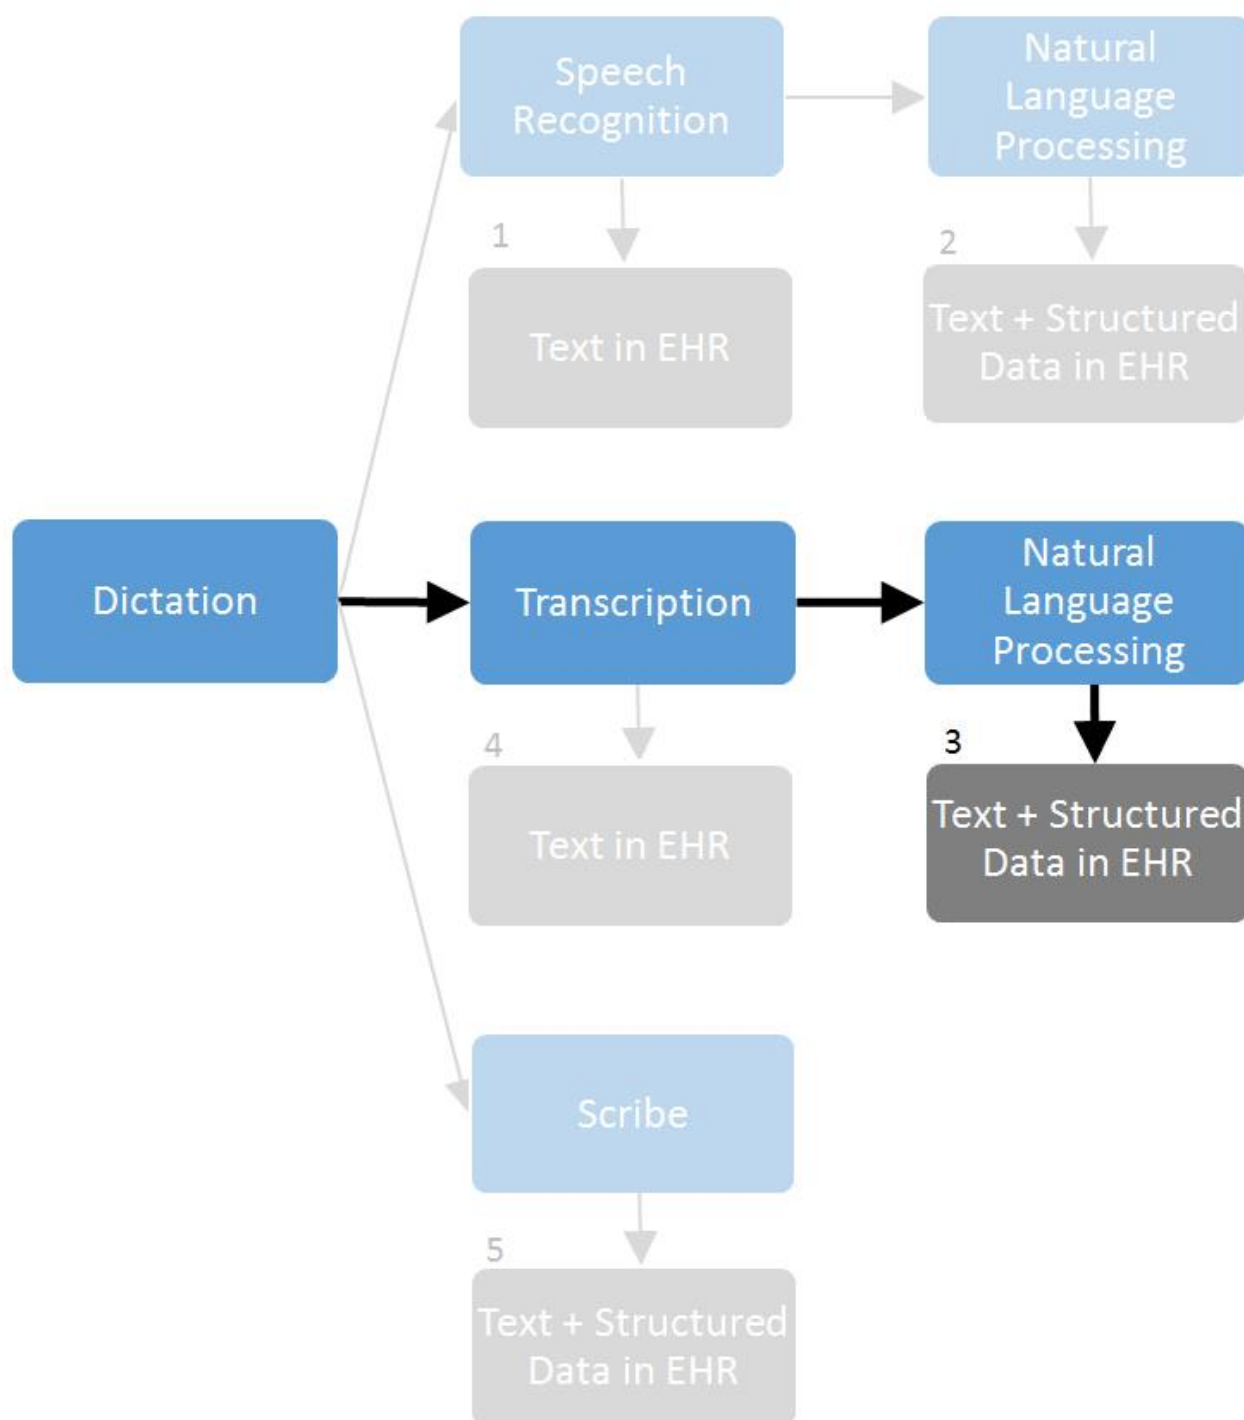 Speech
Recognition
Natural
Language
Processing
1
2
Text in EHR
Text + Structured
Data in EHR
Dictation
Transcription
Natural
Language
Processing
4
3
Text in EHR
Text + Structured
Data in EHR
Scribe
5
Text + Structured
Data in EHR